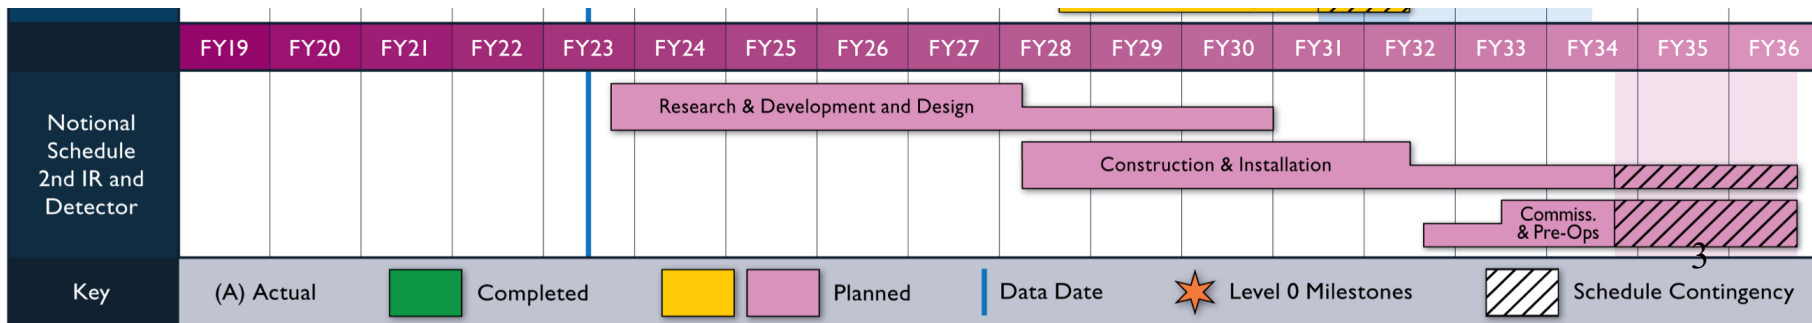 FY19 FY20 FY21 FY22 FY23 FY24 FY25 FY26 FY27 FY28 FY29 FY30 FY31 FY32 FY33 FY34 FY35 FY36
Notional
Schedule
2nd IR and
Detector
Research & Development and Design
Construction & Installation
Commiss.
& Pre-Ops
3
Key
(A) Actual
Completed
Planned
Data Date
Level 0 Milestones
Schedule Contingency